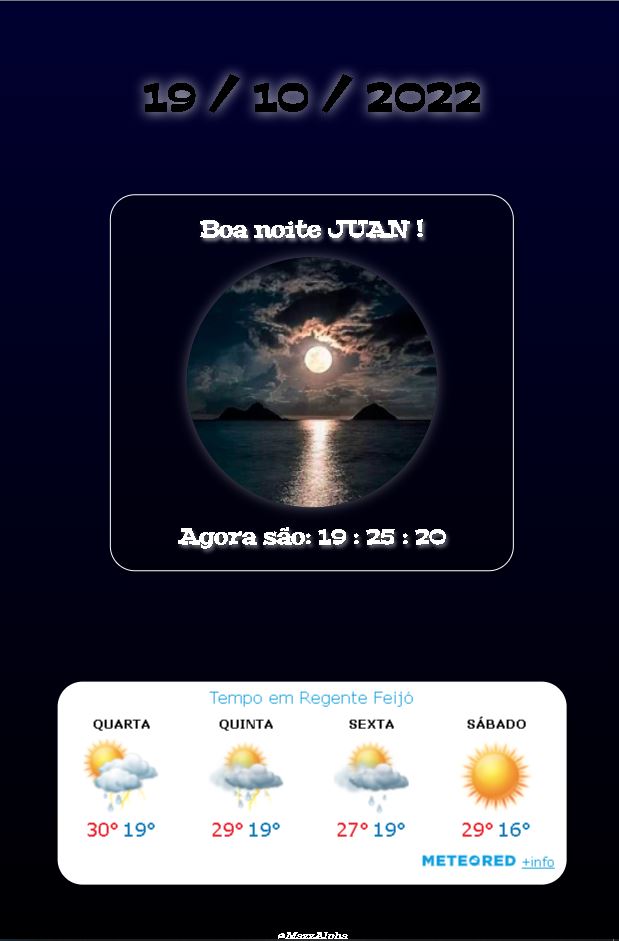 19 / 10 / 2022
Boa noite JUAN !
Agora são: 19 : 25 : 20
Tempo em Regente Feijó
QUARTA QUINTA SEXTA SÁBADO
30° 19° 29° 19° 27° 19° 29° 16°
METEORED +info
@MavzAlpha